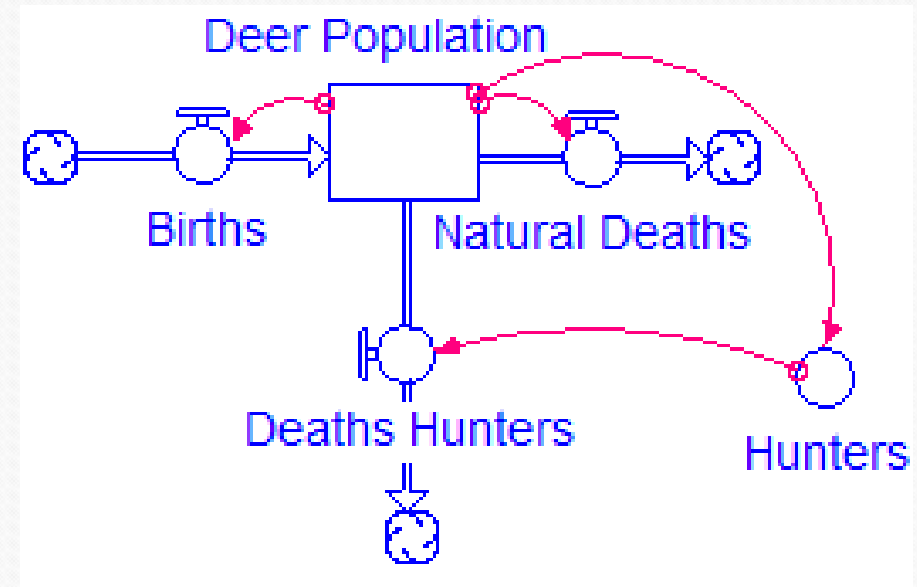 Deer Population
Births
Natural Deaths
Deaths Hunters
Hunters